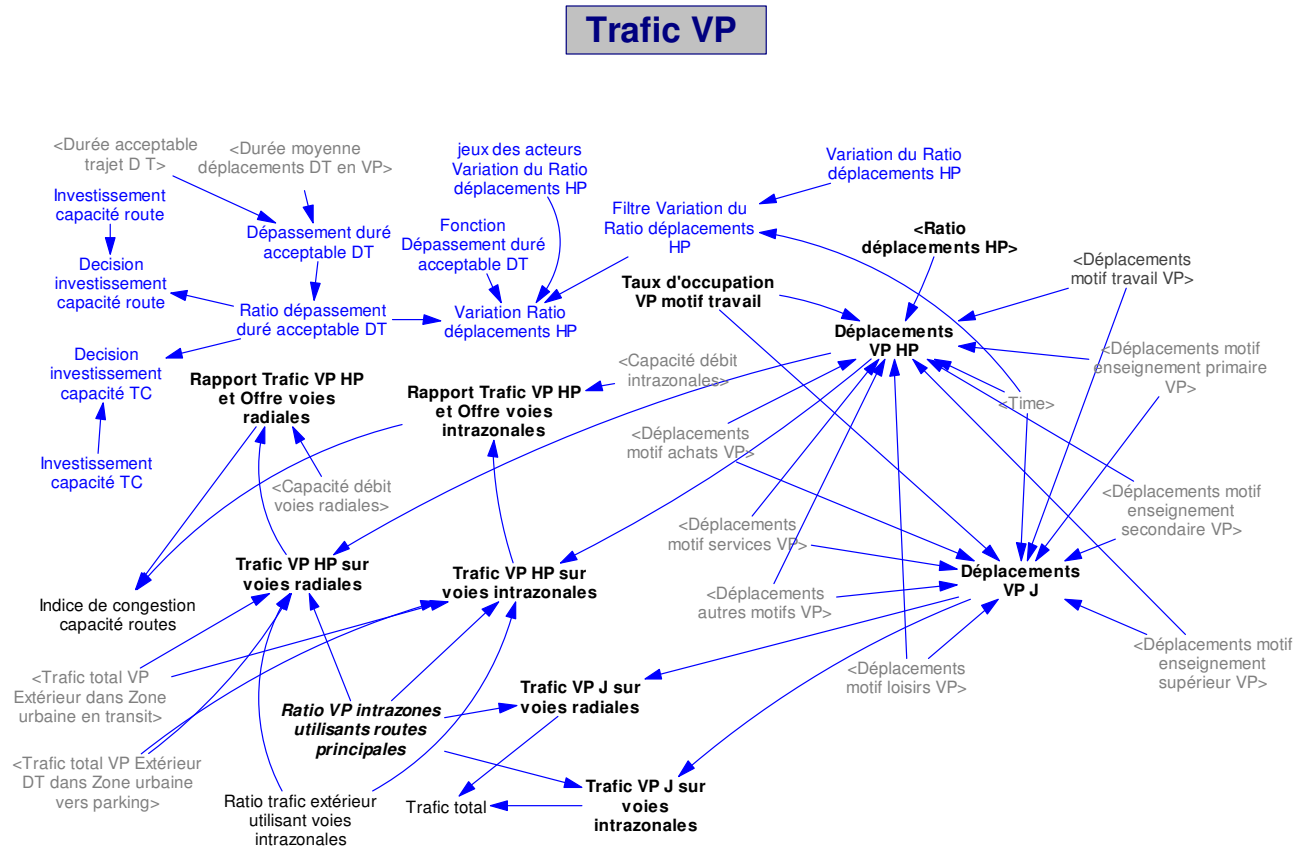 Trafic VP
<Durée acceptable
trajet D T>
<Durée moyenne
déplacements DT en VP>
jeux des acteurs
Variation du Ratio
déplacements HP
Variation du Ratio
déplacements HP
Investissement
capacité route
Dépassement duré
acceptable DT
Fonction
Dépassement duré
acceptable DT
Filtre Variation du
Ratio déplacements
HP
<Ratio
déplacements HP>
Decision
investissement
capacité route
Taux d'occupation
VP motif travail
<Déplacements
motif travail VP>
Ratio dépassement
duré acceptable DT
Variation Ratio
déplacements HP
Déplacements
VP HP
Decision
investissement
capacité TC
Rapport Trafic VP HP
et Offre voies
radiales
Rapport Trafic VP HP
et Offre voies
intrazonales
<Capacité débit
intrazonales>
<Déplacements motif
enseignement primaire
VP>
<Time>
Investissement
capacité TC
<Capacité débit
voies radiales>
<Déplacements
motif achats VP>
<Déplacements motif
enseignement
secondaire VP>
<Déplacements
motif services VP>
Trafic VP HP sur
voies radiales
Trafic VP HP sur
voies intrazonales
Déplacements
VP J
Indice de congestion
capacité routes
<Déplacements
autres motifs VP>
<Déplacements motif
enseignement
supérieur VP>
<Trafic total VP
Extérieur dans Zone
urbaine en transit>
<Déplacements
motif loisirs VP>
Ratio VP intrazones
utilisants routes
principales
Trafic VP J sur
voies radiales
<Trafic total VP Extérieur
DT dans Zone urbaine
vers parking>
Ratio trafic extérieur
utilisant voies
intrazonales
Trafic total
Trafic VP J sur
voies
intrazonales